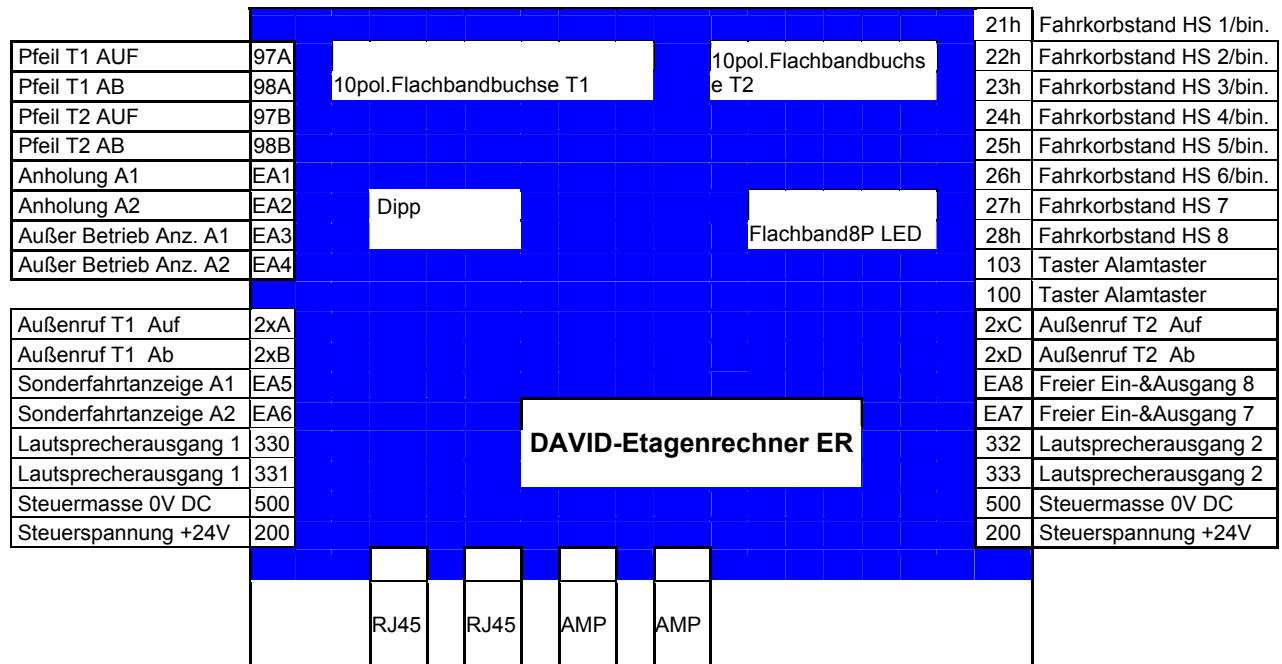 21h Fahrkorbstand HS 1/bin.
Pfeil T1 AUF 97A
10pol.Flachbandbuchse T1
10pol.Flachbandbuchs
e T2
22h Fahrkorbstand HS 2/bin.
Pfeil T1 AB 98A
23h Fahrkorbstand HS 3/bin.
Pfeil T2 AUF 97B
24h Fahrkorbstand HS 4/bin.
Pfeil T2 AB 98B
25h Fahrkorbstand HS 5/bin.
Anholung A1 EA1
26h Fahrkorbstand HS 6/bin.
Anholung A2 EA2
Dipp
27h Fahrkorbstand HS 7
Außer Betrieb Anz. A1 EA3
Flachband8P LED
28h Fahrkorbstand HS 8
Außer Betrieb Anz. A2 EA4
103 Taster Alamtaster
100 Taster Alamtaster
Außenruf T1 Auf 2xA
2xC Außenruf T2 Auf
Außenruf T1 Ab 2xB
2xD Außenruf T2 Ab
Sonderfahrtanzeige A1 EA5
EA8 Freier Ein-&Ausgang 8
Sonderfahrtanzeige A2 EA6
EA7 Freier Ein-&Ausgang 7
Lautsprecherausgang 1 330
DAVID-Etagenrechner ER
332 Lautsprecherausgang 2
Lautsprecherausgang 1 331
333 Lautsprecherausgang 2
Steuermasse 0V DC 500
500 Steuermasse 0V DC
Steuerspannung +24V 200
200 Steuerspannung +24V
RJ45 RJ45 AMP AMP